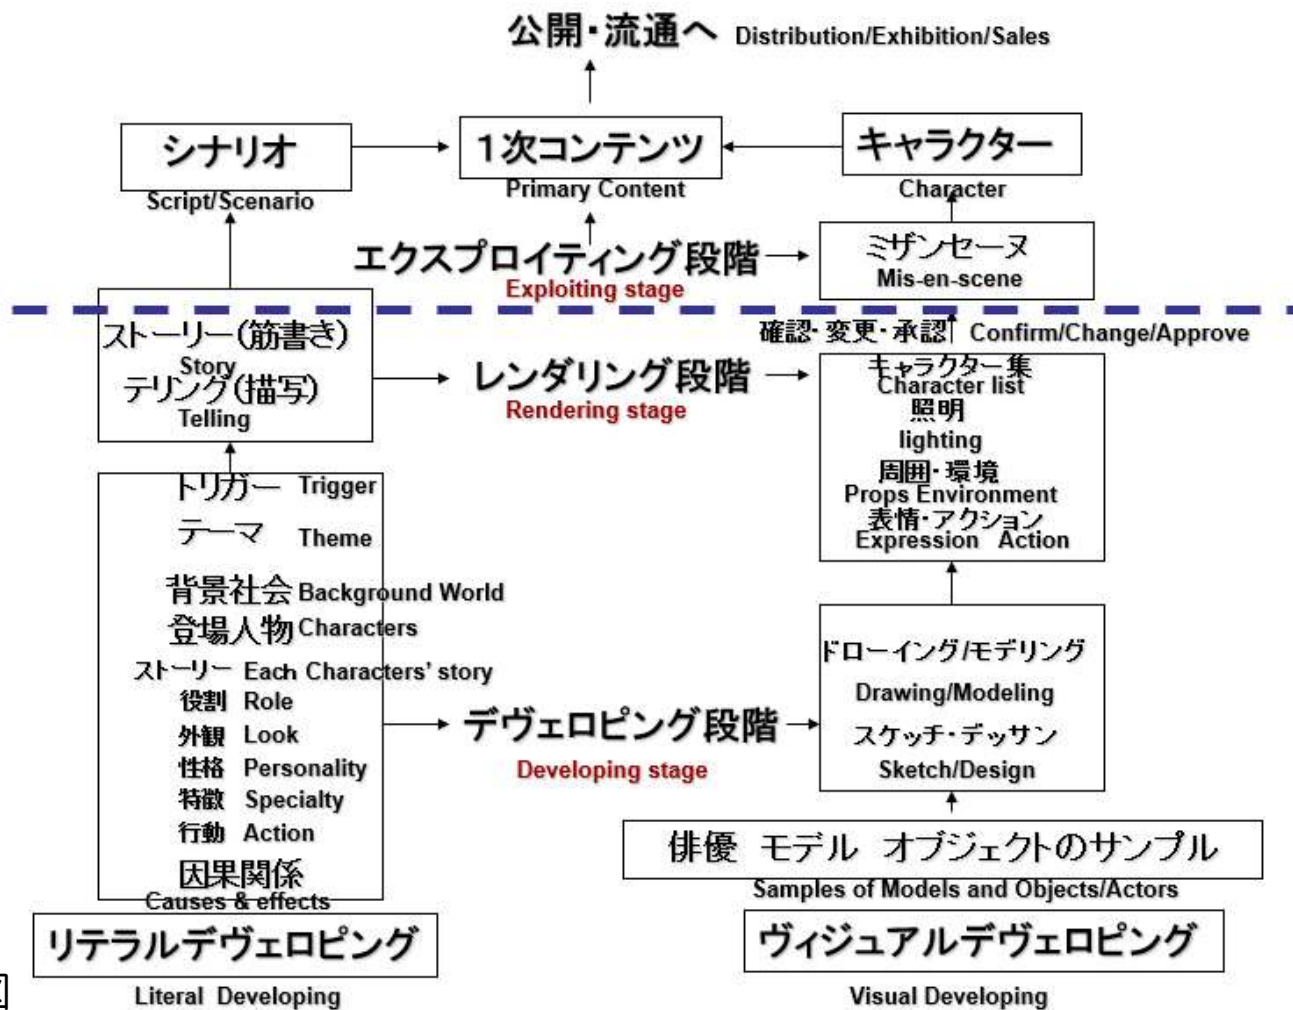 公開・流通へ Distribution/Exhibition/Sales
シナリオ
Script/Scenario
1次コンテンツ
Primary Content
キャラクター
Character
エクスプロイティング段階
Exploiting stage
ミザンセーヌ
Mis-en-scene
ストーリー(筋書き)
Story
テリング(描写)
Telling
レンダリング段階
Rendering stage
確認・変更・承認 Confirm/Change/Approve
キャラクター集
Character list
照明
lighting
周囲・環境
Props Environment
表情・アクション
Expression Action
トリガー Trigger
テーマ Theme
背景社会 Background World
登場人物 Characters
ストーリー Each Characters' story
役割 Role
外観 Look
性格 Personality
特徴 Specialty
行動 Action
因果関係
Causes & effects
デヴェロピング段階
Developing stage
ドローイング/モデリング
Drawing/Modeling
スケッチ・デッサン
Sketch/Design
俳優 モデル オブジェクトのサンプル
Samples of Models and Objects/Actors
リテラルデヴェロピング
Literal Developing
ヴィジュアルデヴェロピング
Visual Developing